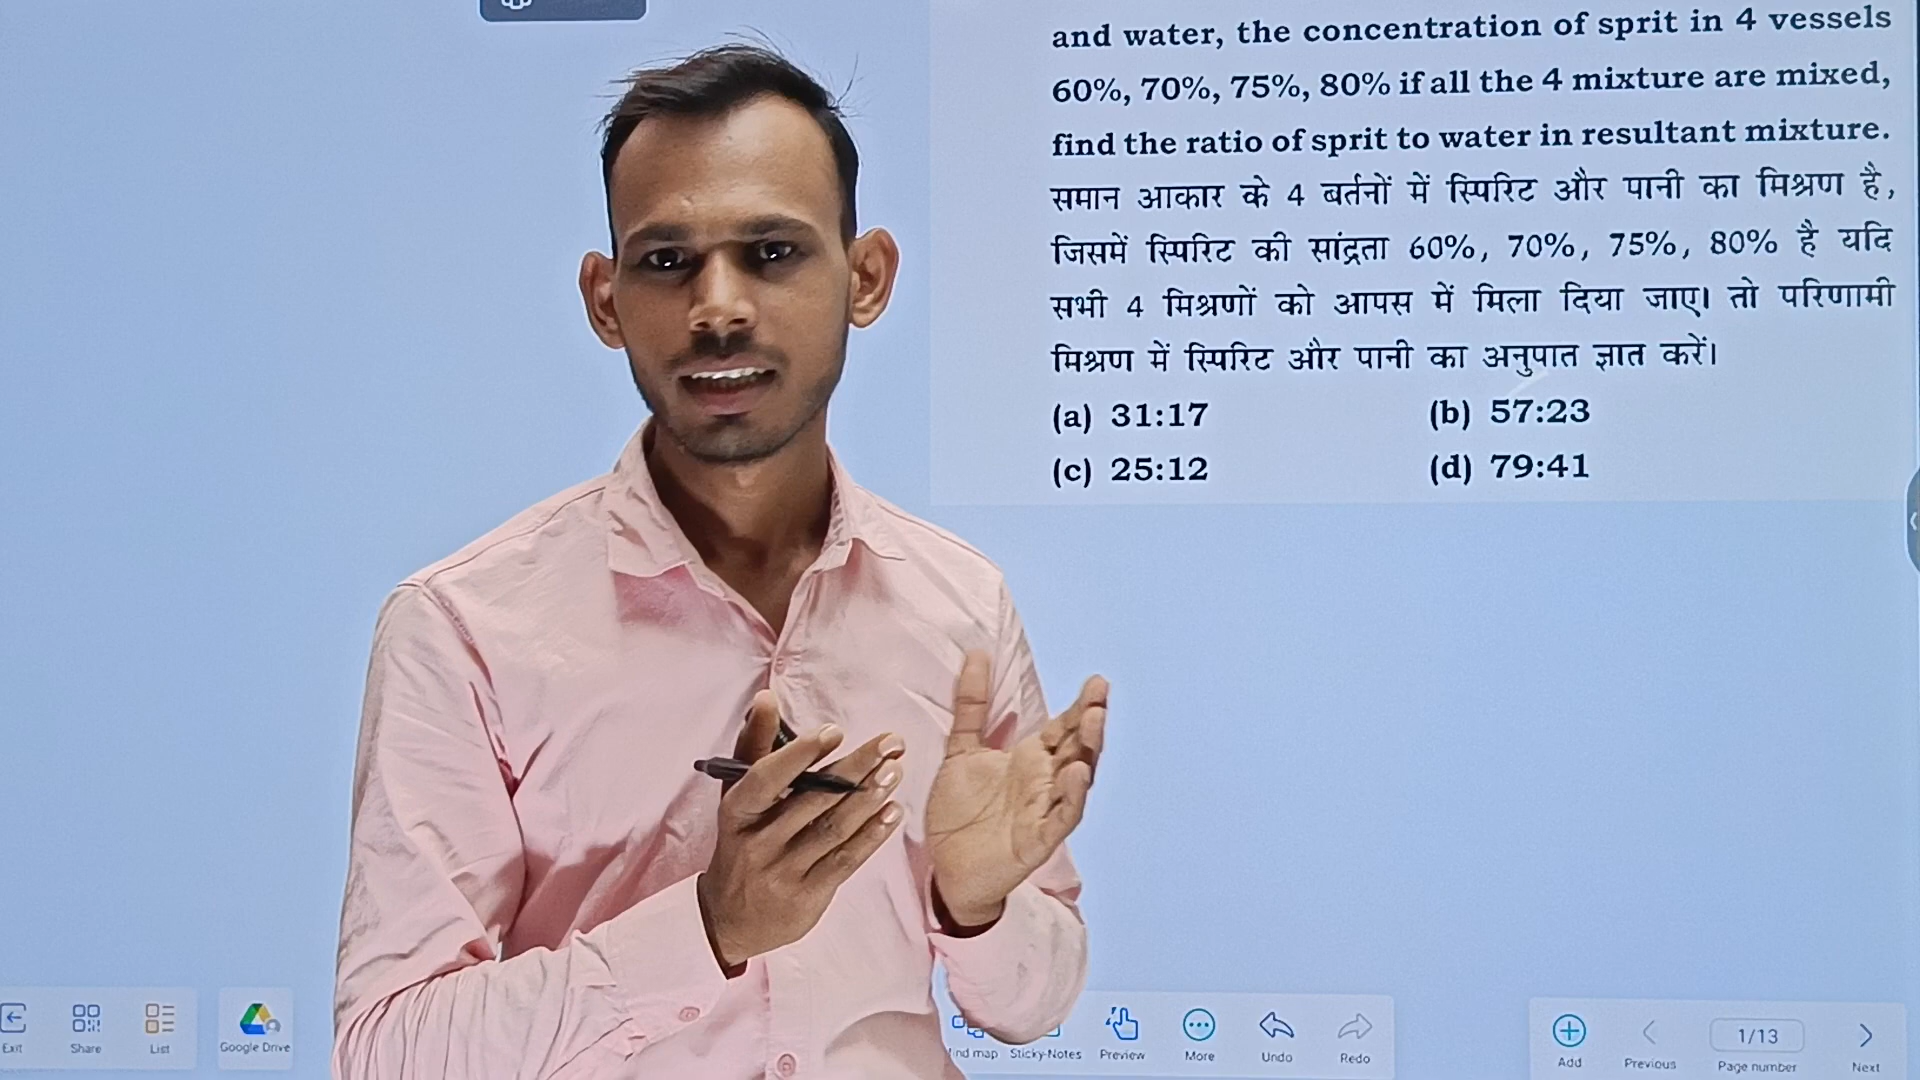 and water, the concentration of sprit in 4 vessels
60%, 70%, 75%, 80% if all the 4 mixture are mixed,
find the ratio of sprit to water in resultant mixture.
समान आकार के 4 बर्तनों में स्पिरिट और पानी का मिश्रण है,
जिसमें स्पिरिट की सांद्रता 60%, 70%, 75%, 80% है यदि
सभी 4 मिश्रणों को आपस में मिला दिया जाए। तो परिणामी
मिश्रण में स्पिरिट और पानी का अनुपात ज्ञात करें।
(a) 31:17 (b) 57:23
(c) 25:12 (d) 79:41
Exit Share List Google Drive map Sticky-Notes Preview More Undo Redo Add Previous 1/13 Page number Next